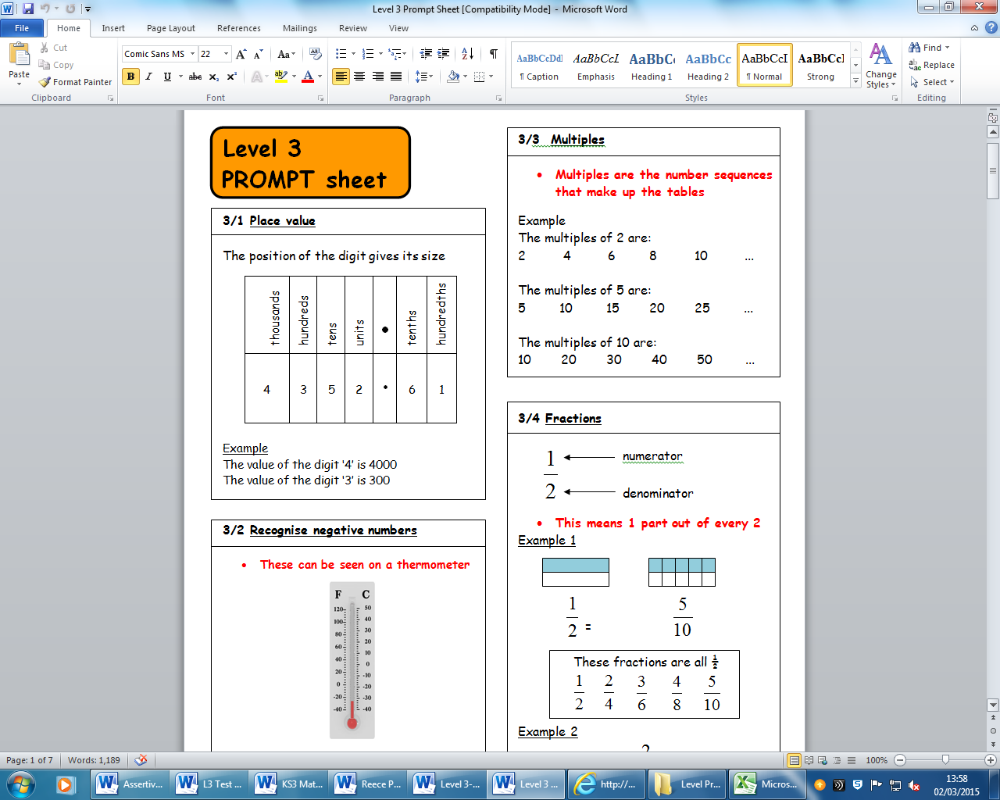 Level 3 Prompt Sheet [Compatibility Mode] - Microsoft Word
File Home Insert Page Layout References Mailings Review View
Paste
Cut
Copy
Format Painter
Clipboard
Comic Sans MS 22
Font
Paragraph
AaBbCcDd AaBbCcI AaBbCc AaBbCc AaBbCcI AaBbCcI
¶ Caption Emphasis Heading 1 Heading 2 ¶ Normal Strong
Change Styles
Styles
Find
Replace
Select
Editing
Level 3
PROMPT sheet
3/1 Place value
The position of the digit gives its size
thousands hundreds tens units • tenths hundredths
4 3 5 2 • 6 1
Example
The value of the digit '4' is 4000
The value of the digit '3' is 300
3/2 Recognise negative numbers
• These can be seen on a thermometer
F C
120 50
100 40
80 30
60 20
40 10
20 0
0 -10
-20 -20
-40 -30
-40
3/3 Multiples
• Multiples are the number sequences
that make up the tables
Example
The multiples of 2 are:
2 4 6 8 10 ...
The multiples of 5 are:
5 10 15 20 25 ...
The multiples of 10 are:
10 20 30 40 50 ...
3/4 Fractions
1 numerator
2 denominator
• This means 1 part out of every 2
Example 1
1/2 = 5/10
These fractions are all ½
1/2 2/4 3/6 4/8 5/10
Example 2
Page: 1 of 7 Words: 1,189 100%
Assertiv... L3 Test ... KS3 Mat... Reece P... Level 3-... Level 3 ... http://... Level Pr... Micros...
13:58
02/03/2015